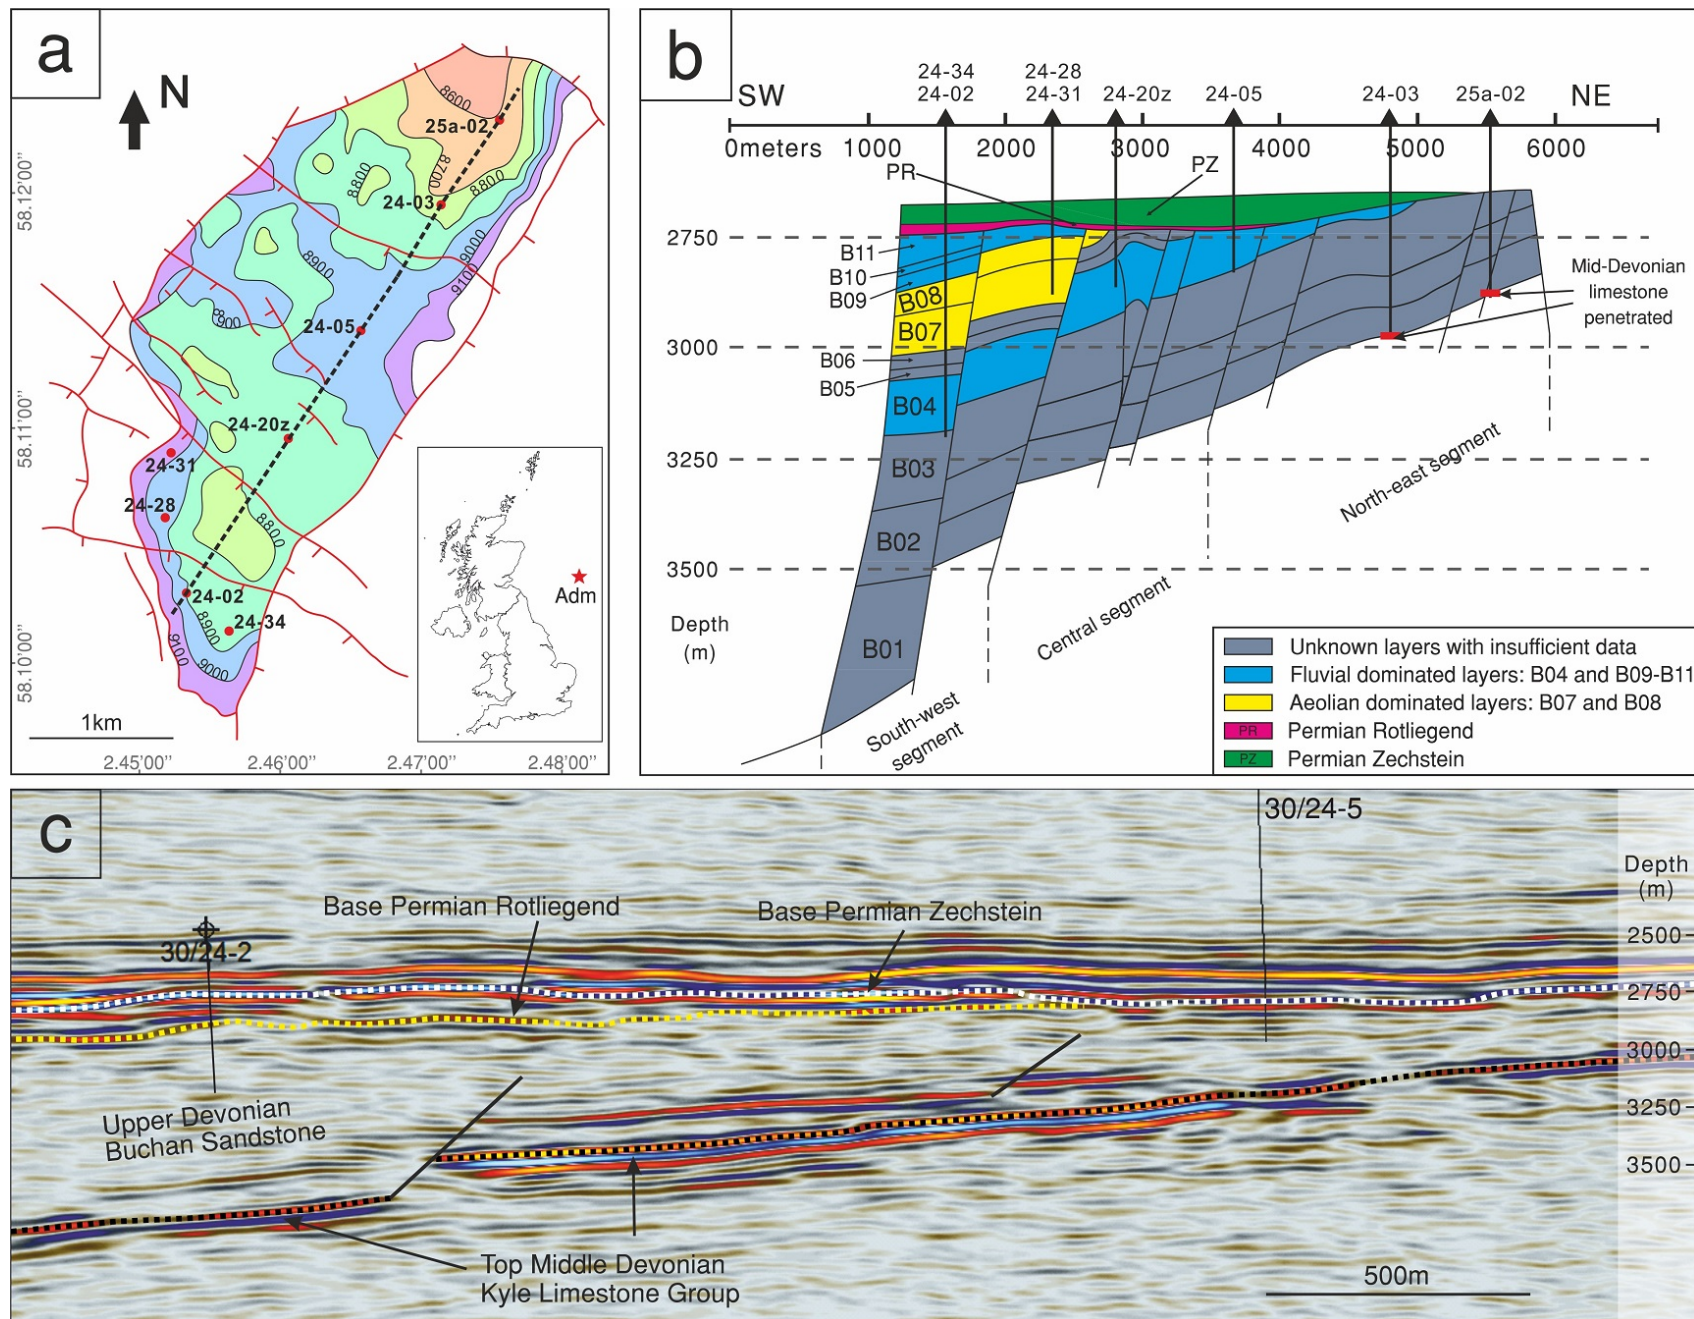 a
N
8600
25a-02
8700
8800
8800
24-03
9000
9100
8900
8900
24-05
24-20z
24-31
24-28
8800
24-02
8900
24-34
9100
9000
Adm
1km
58.12'00''
58.11'00''
58.10'00''
2.45'00''
2.46'00''
2.47'00''
2.48'00''
b
24-34
24-02
24-28
24-31
24-20z
24-05
24-03
25a-02
SW
NE
0meters
1000
2000
3000
4000
5000
6000
PR
PZ
2750
3000
3250
3500
Depth
(m)
B11
B10
B09
B08
B07
B06
B05
B04
B03
B02
B01
Mid-Devonian
limestone
penetrated
North-east segment
Central segment
South-west
segment
Unknown layers with insufficient data
Fluvial dominated layers: B04 and B09-B11
Aeolian dominated layers: B07 and B08
PR Permian Rotliegend
PZ Permian Zechstein
c
30/24-5
Depth
(m)
Base Permian Rotliegend
Base Permian Zechstein
30/24-2
2500
2750
3000
3250
3500
Upper Devonian
Buchan Sandstone
Top Middle Devonian
Kyle Limestone Group
500m